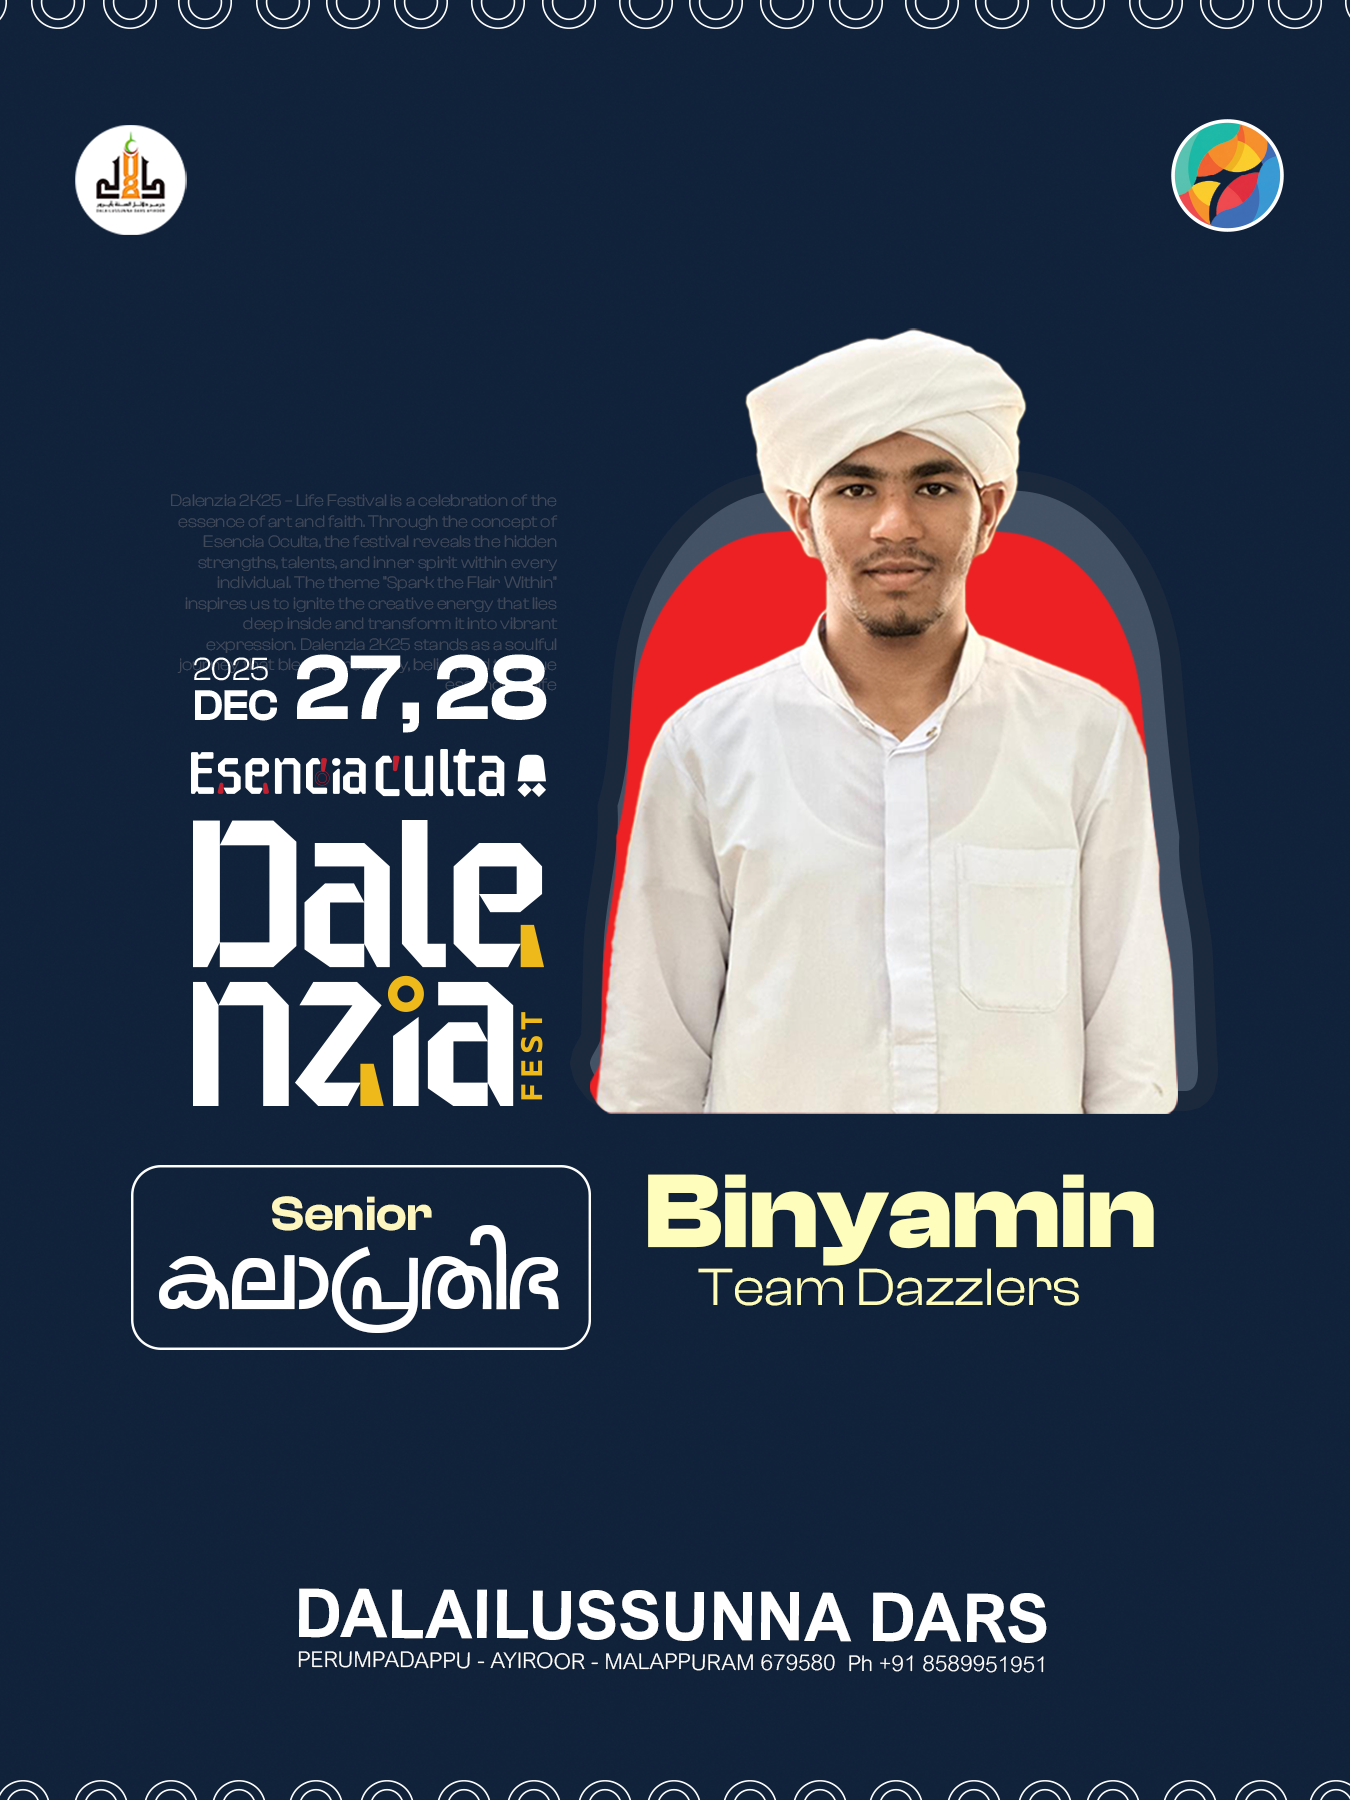 Dalenzia 2K25 - Life Festival is a celebration of the
essence of art and faith. Through the concept of
Esencia Oculta, the festival reveals the hidden
strengths, talents, and inner spirit within every
individual. The theme "Spark the Flair Within"
inspires us to ignite the creative energy that lies
deep inside and transform it into vibrant
expression. Dalenzia 2K25 stands as a soulful
2025
DEC 27, 28
Esencia culta
Dale
nzia
FEST
Senior
കലാപ്രതിഭ
Binyamin
Team Dazzlers
DALAILUSSUNNA DARS
PERUMPADAPPU - AYIROOR - MALAPPURAM 679580 Ph +91 8589951951